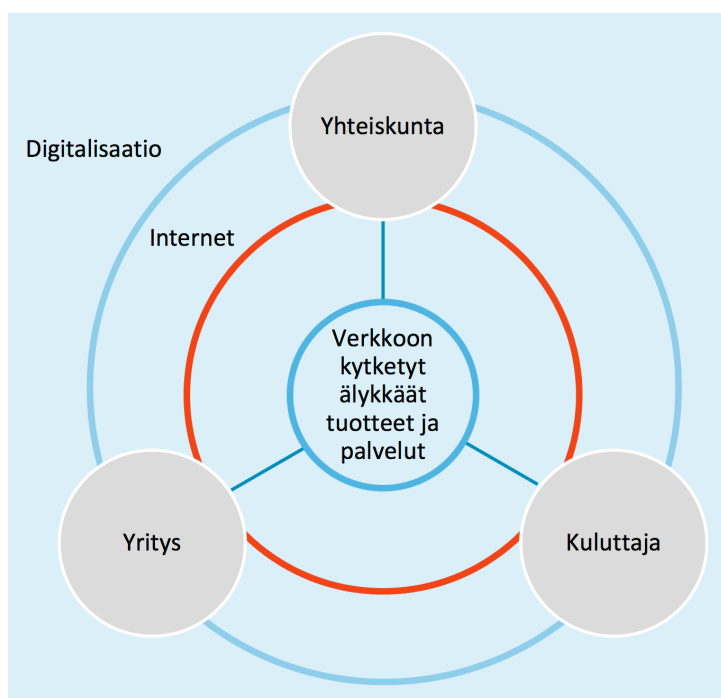 Yhteiskunta
Digitalisaatio
Internet
Verkkoon
kytketyt
älykkäät
tuotteet ja
palvelut
Yritys
Kuluttaja